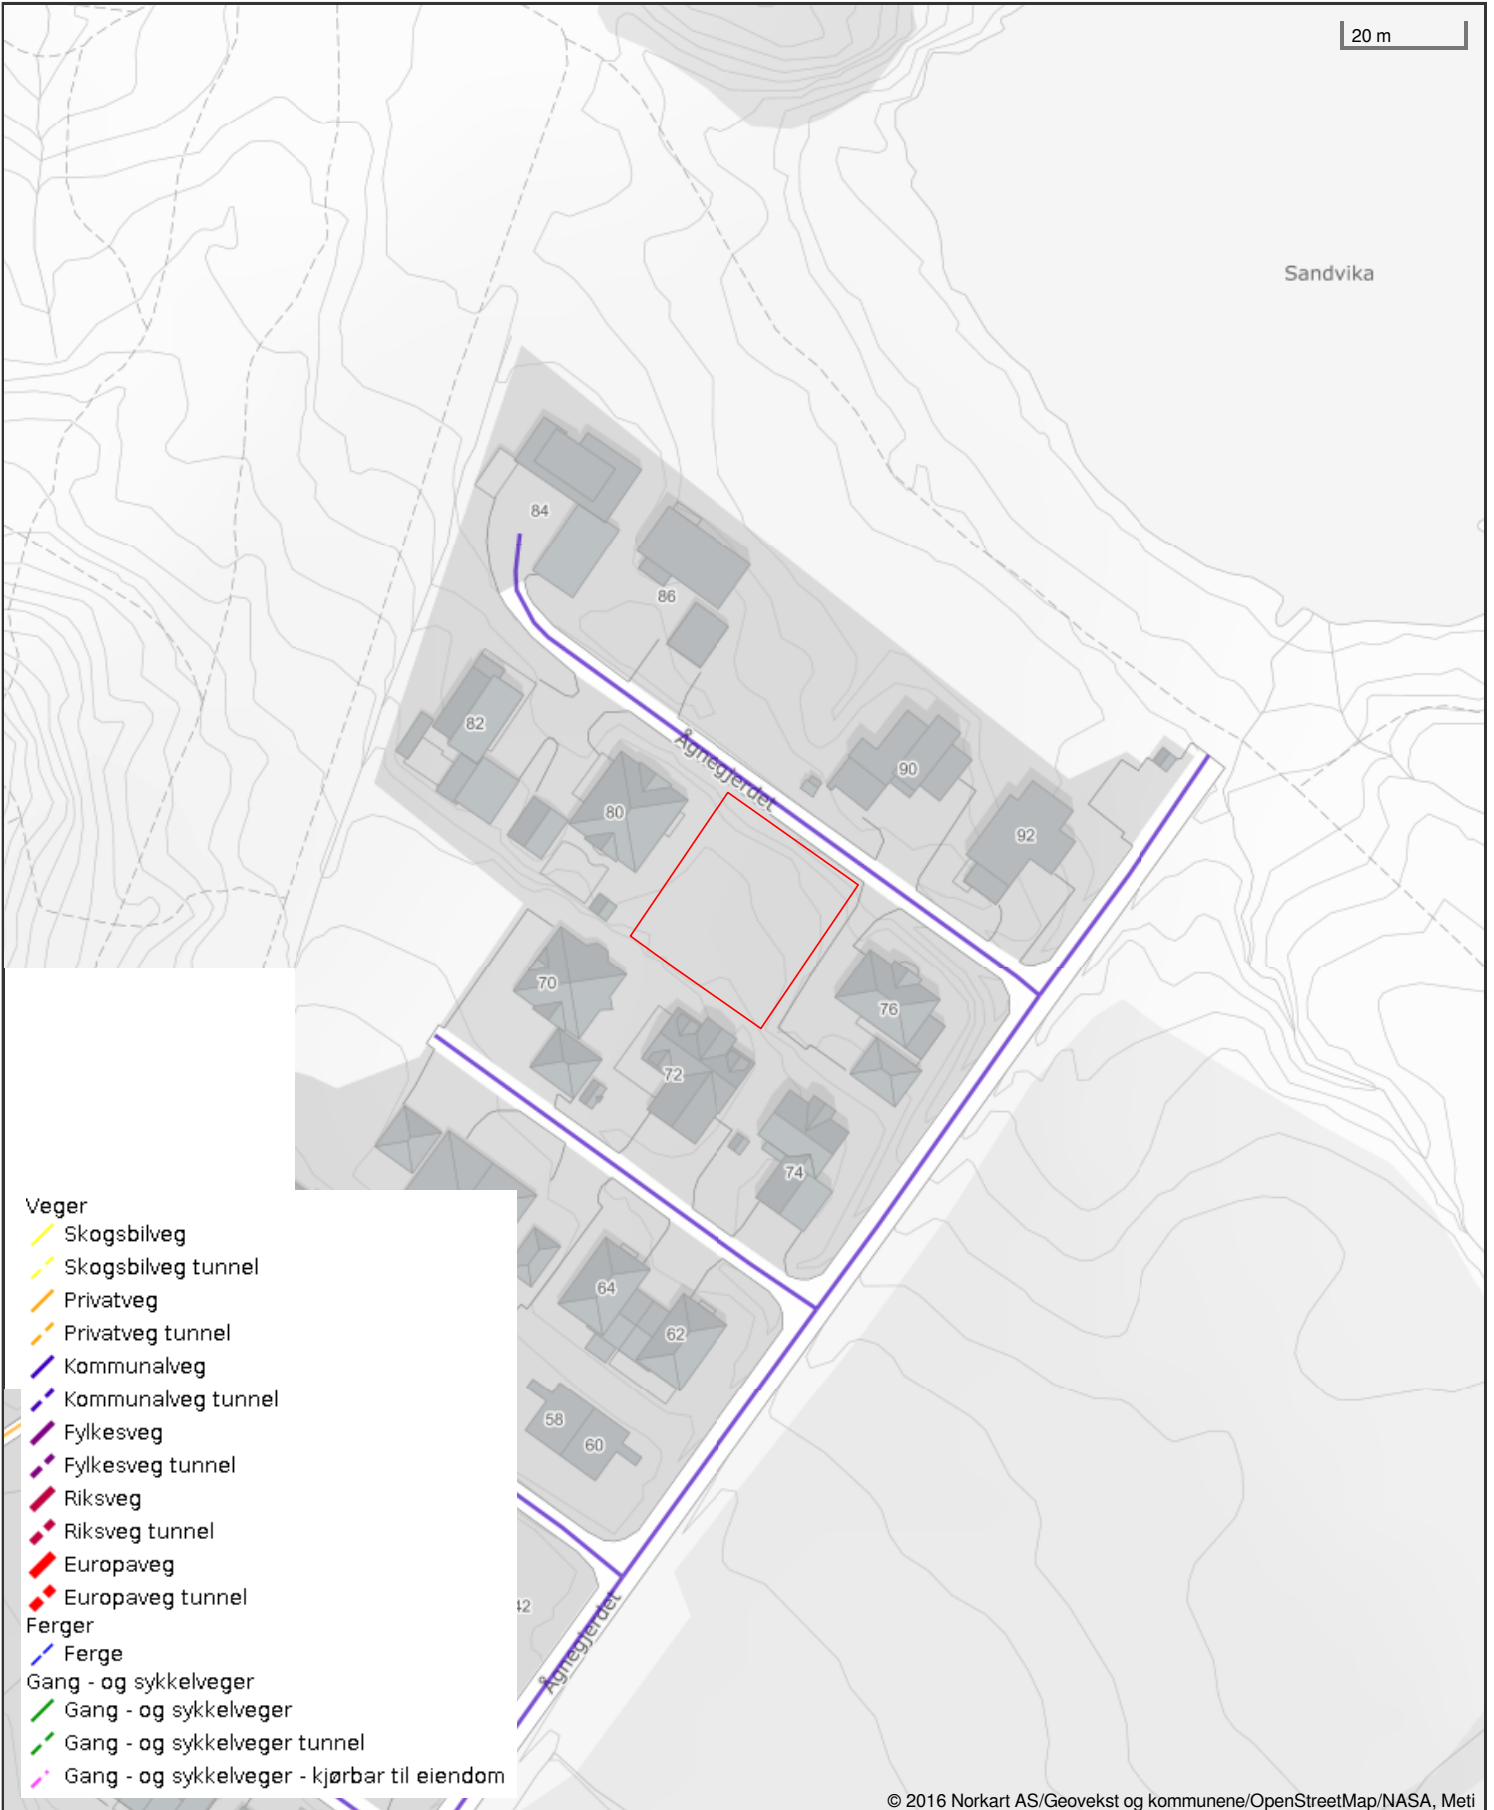 20 m
Sandvika
84
86
82
Ågnegjerdet
90
80
92
70
76
72
74
64
62
58
60
42
Ågnegjerdet
Veger
Skogsbilveg
Skogsbilveg tunnel
Privatveg
Privatveg tunnel
Kommunalveg
Kommunalveg tunnel
Fylkesveg
Fylkesveg tunnel
Riksveg
Riksveg tunnel
Europaveg
Europaveg tunnel
Ferger
Ferge
Gang - og sykkelveger
Gang - og sykkelveger
Gang - og sykkelveger tunnel
Gang - og sykkelveger - kjørbar til eiendom
© 2016 Norkart AS/Geovekst og kommunene/OpenStreetMap/NASA, Meti